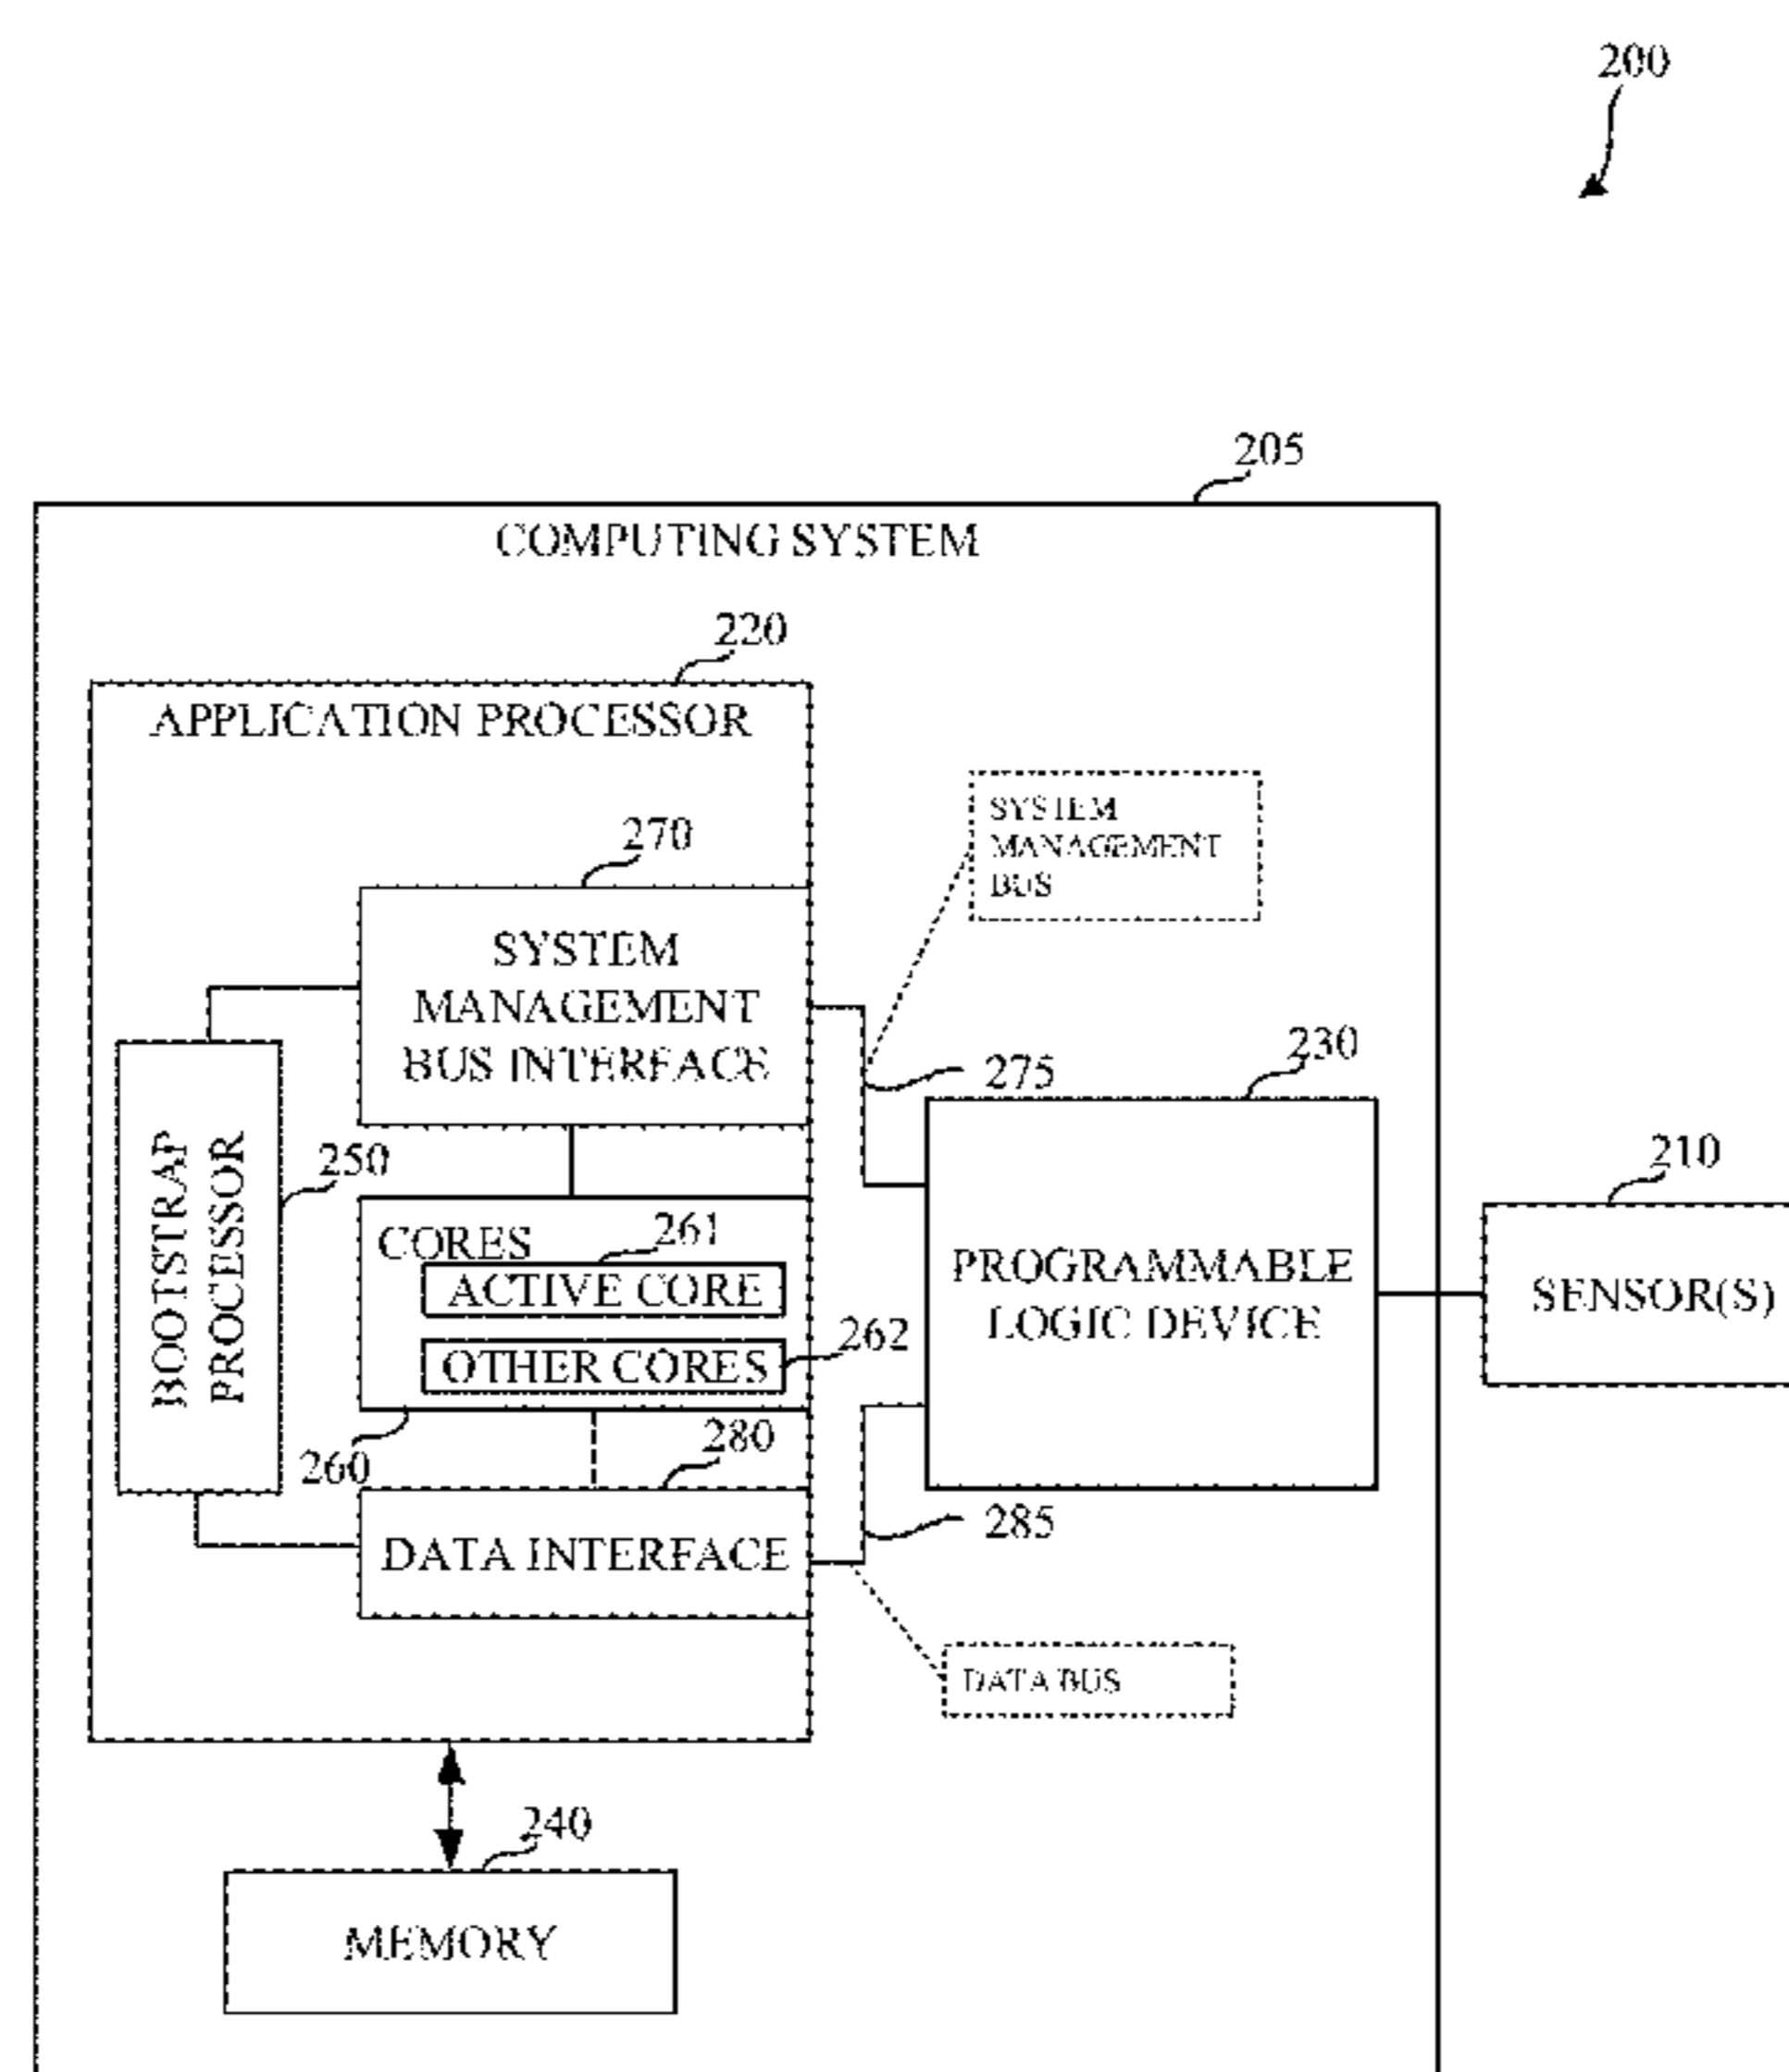 200
205
COMPUTING SYSTEM
220
APPLICATION PROCESSOR
270
SYSTEM
MANAGEMENT
BUS INTERFACE
SYSTEM
MANAGEMENT
BUS
275
230
PROGRAMMABLE
LOGIC DEVICE
210
SENSOR(S)
BOOTSTRAP
PROCESSOR
250
CORES
261
ACTIVE CORE
262
OTHER CORES
260
280
DATA INTERFACE
285
DATA BUS
240
MEMORY